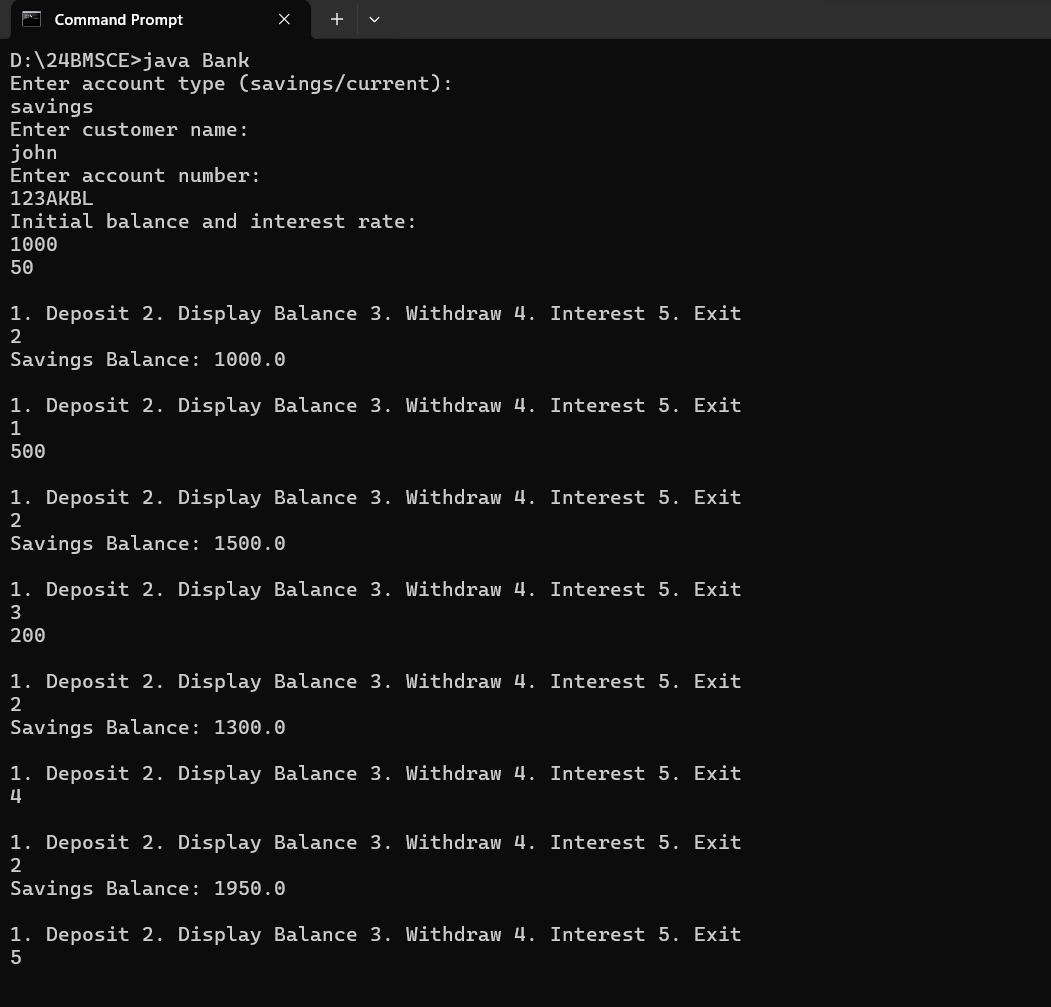 Command Prompt
D:\24BMSCE>java Bank
Enter account type (savings/current):
savings
Enter customer name:
john
Enter account number:
123AKBL
Initial balance and interest rate:
1000
50
1. Deposit 2. Display Balance 3. Withdraw 4. Interest 5. Exit
2
Savings Balance: 1000.0
1. Deposit 2. Display Balance 3. Withdraw 4. Interest 5. Exit
1
500
1. Deposit 2. Display Balance 3. Withdraw 4. Interest 5. Exit
2
Savings Balance: 1500.0
1. Deposit 2. Display Balance 3. Withdraw 4. Interest 5. Exit
3
200
1. Deposit 2. Display Balance 3. Withdraw 4. Interest 5. Exit
2
Savings Balance: 1300.0
1. Deposit 2. Display Balance 3. Withdraw 4. Interest 5. Exit
4
1. Deposit 2. Display Balance 3. Withdraw 4. Interest 5. Exit
2
Savings Balance: 1950.0
1. Deposit 2. Display Balance 3. Withdraw 4. Interest 5. Exit
5